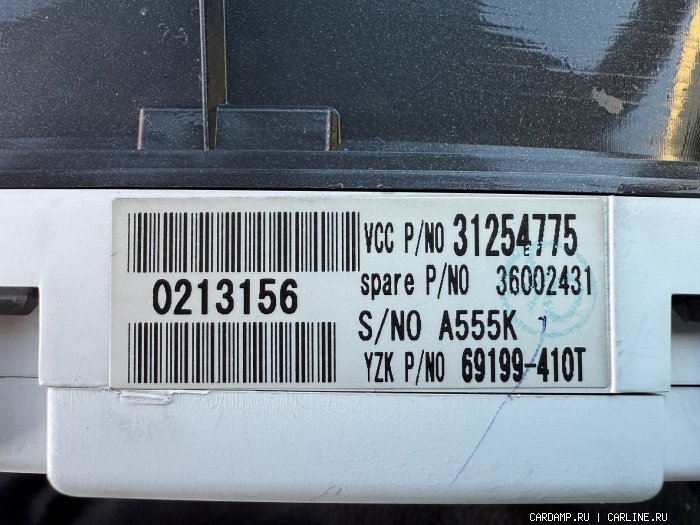 VCC P/NO 31254775
0213156
spare P/NO 36002431
S/NO A555K
YZK P/NO 69199-410T
CARDAMP.RU | CARLINE.RU